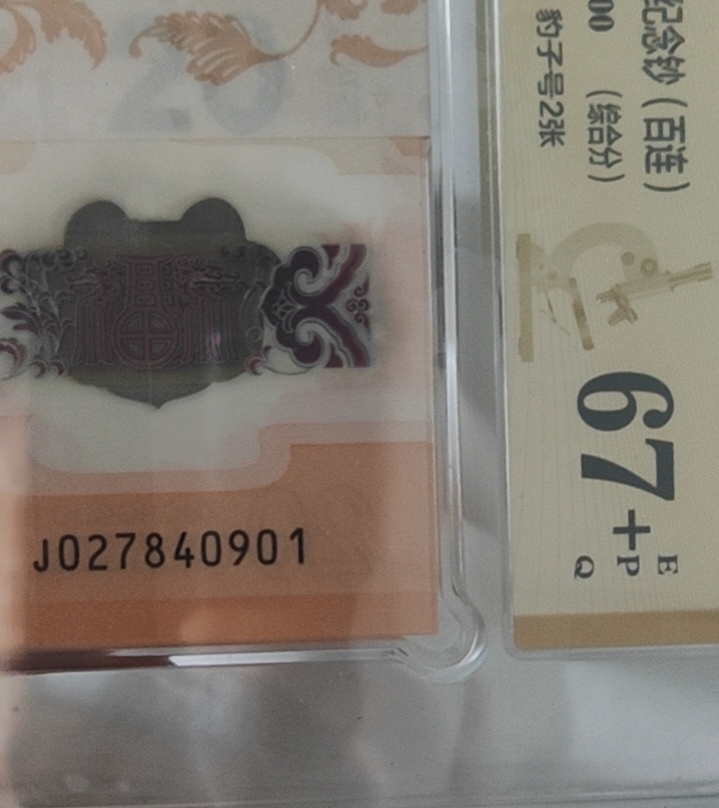 J027840901
纪念钞（百连）
00 （综合分）
豹子号2张
67+
E
P
Q